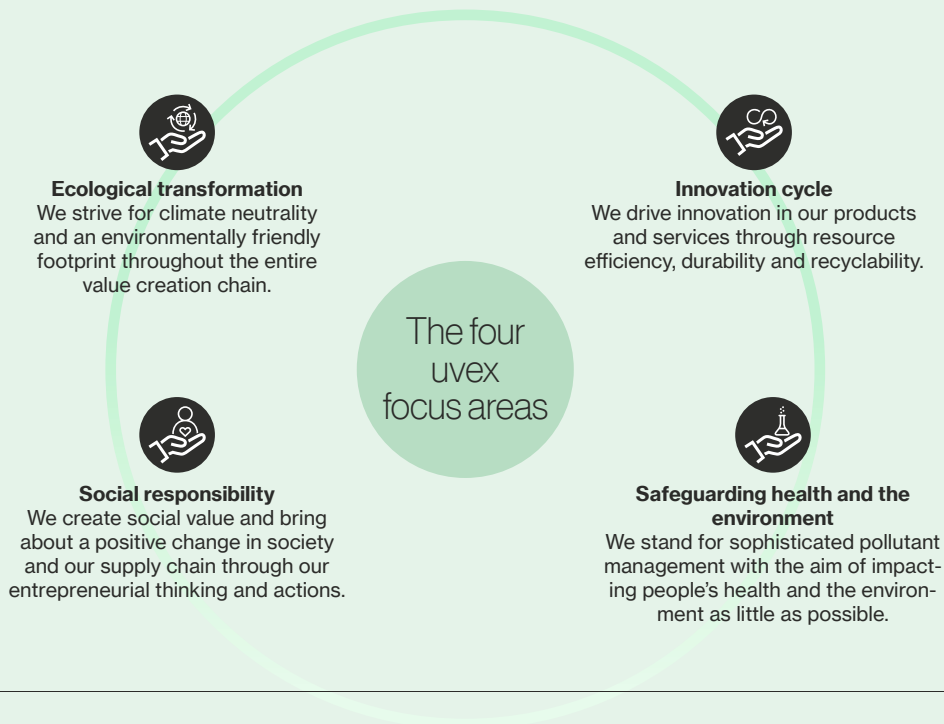 Ecological transformation
We strive for climate neutrality
and an environmentally friendly
footprint throughout the entire
value creation chain.
Innovation cycle
We drive innovation in our products
and services through resource
efficiency, durability and recyclability.
The four
uvex
focus areas
Social responsibility
We create social value and bring
about a positive change in society
and our supply chain through our
entrepreneurial thinking and actions.
Safeguarding health and the
environment
We stand for sophisticated pollutant
management with the aim of impact-
ing people’s health and the environ-
ment as little as possible.